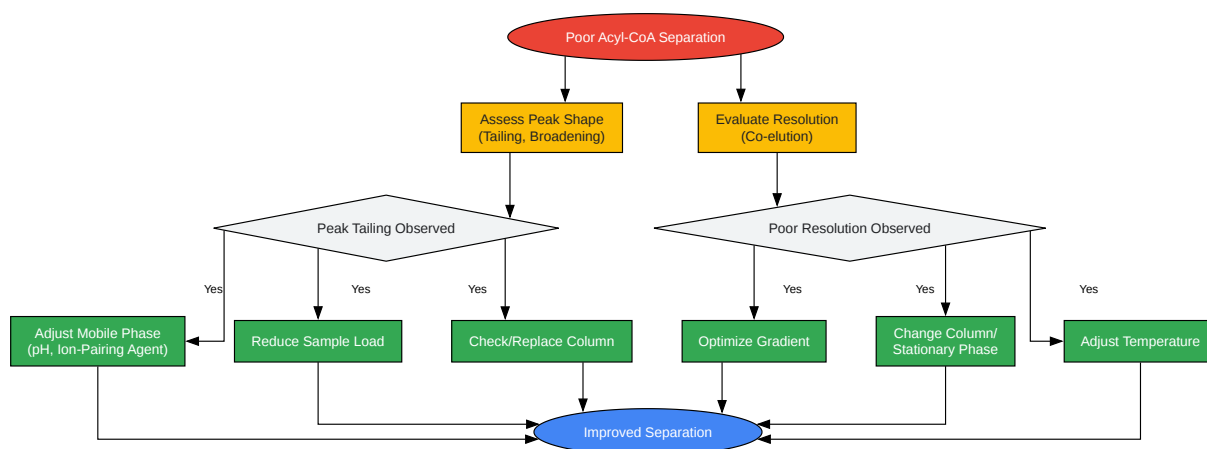 Poor Acyl-CoA Separation
Assess Peak Shape
(Tailing, Broadening)
Evaluate Resolution
(Co-elution)
Peak Tailing Observed
Poor Resolution Observed
Yes
Yes
Yes
Yes
Yes
Yes
Adjust Mobile Phase
(pH, Ion-Pairing Agent)
Reduce Sample Load
Check/Replace Column
Optimize Gradient
Change Column/
Stationary Phase
Adjust Temperature
Improved Separation